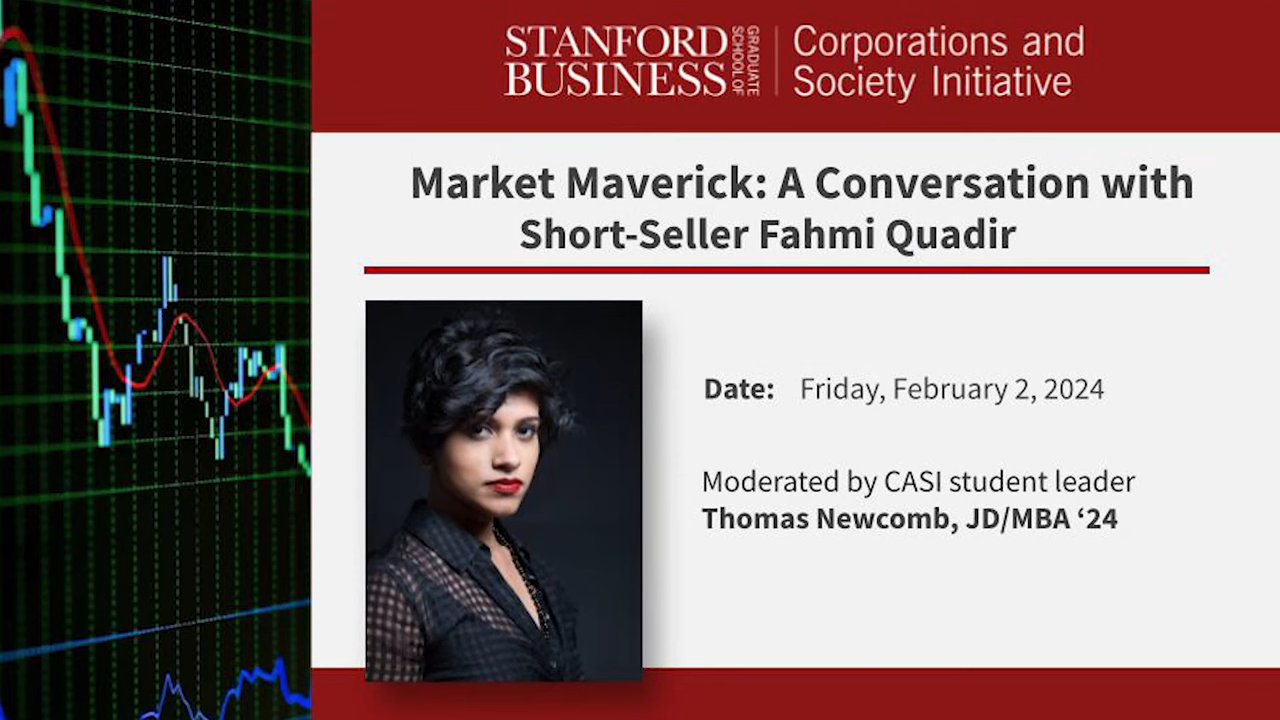 STANFORD
BUSINESS
GRADUATE
SCHOOL OF
Corporations and
Society Initiative
Market Maverick: A Conversation with
Short-Seller Fahmi Quadir
Date: Friday, February 2, 2024
Moderated by CASI student leader
Thomas Newcomb, JD/MBA ‘24